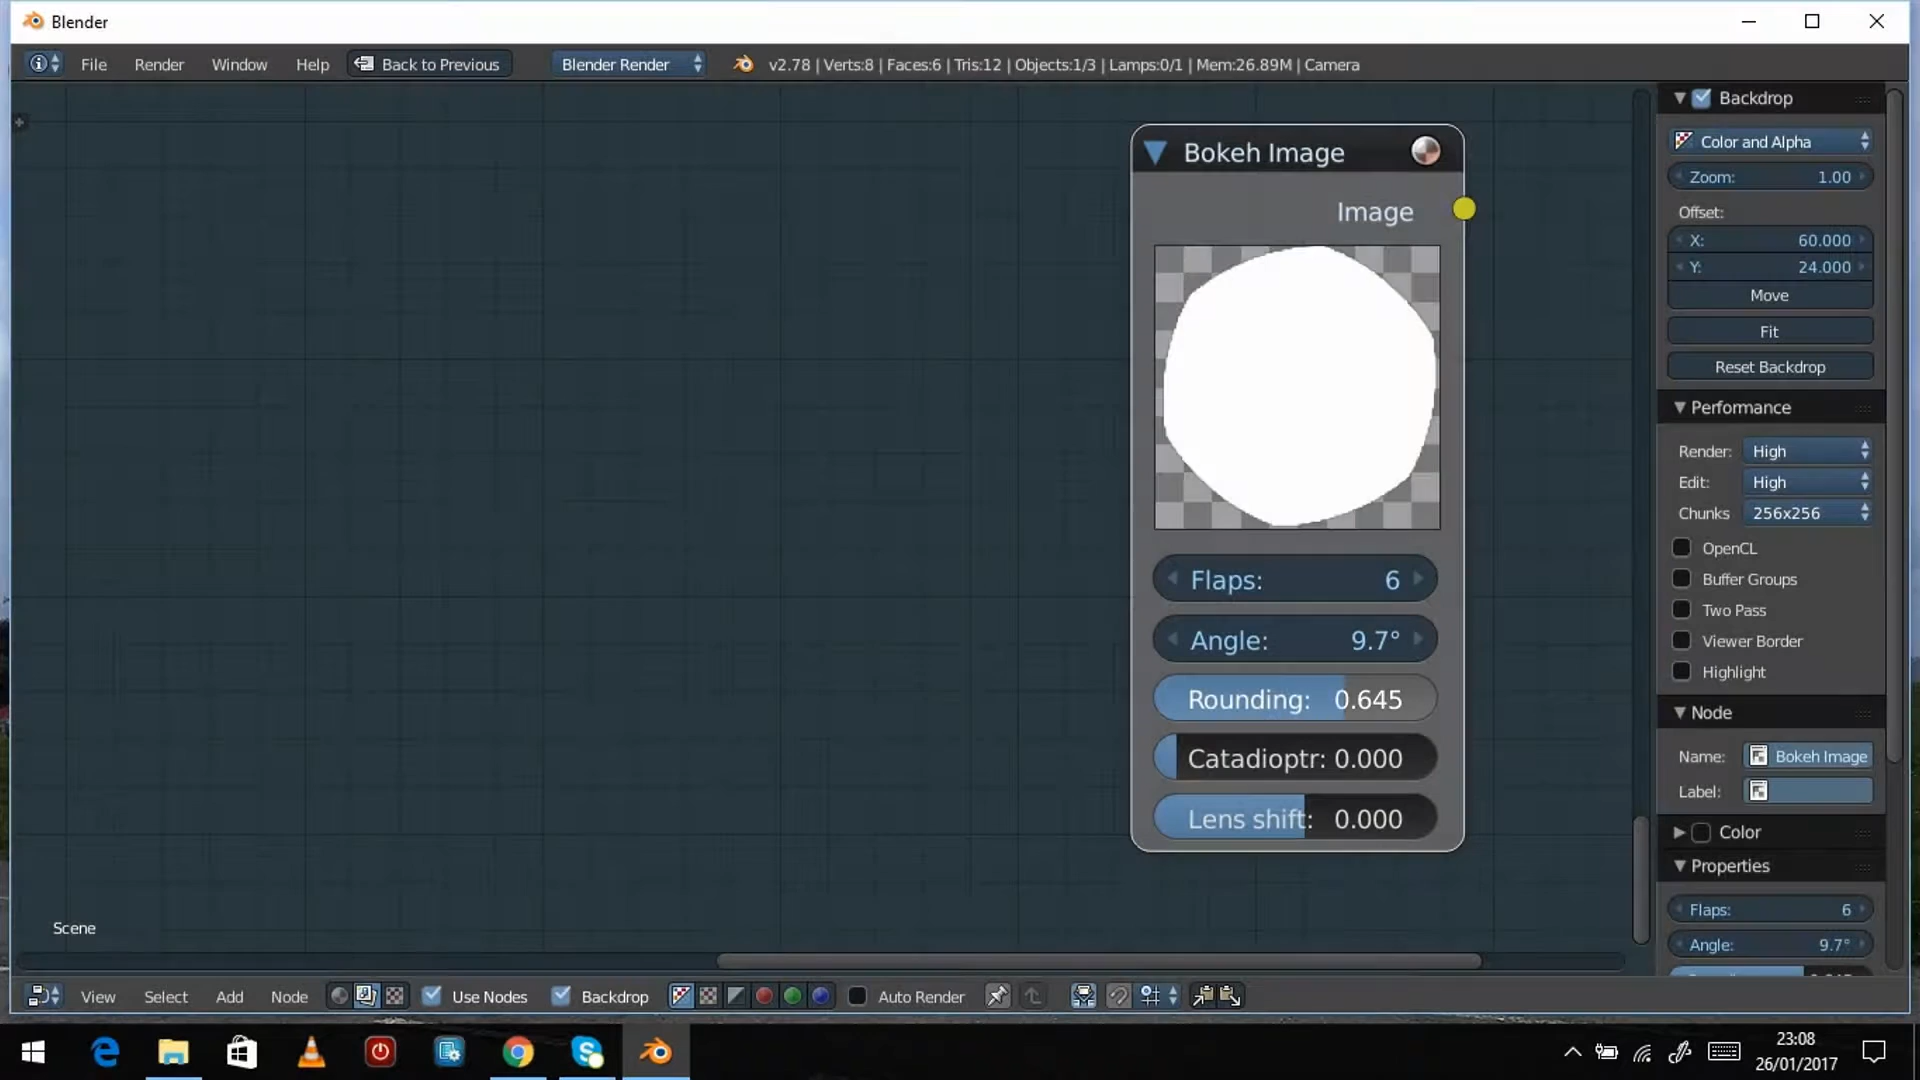 Blender
File Render Window Help Back to Previous Blender Render v2.78 | Verts:8 | Faces:6 | Tris:12 | Objects:1/3 | Lamps:0/1 | Mem:26.89M | Camera
Bokeh Image
Image
Flaps: 6
Angle: 9.7°
Rounding: 0.645
Catadioptr: 0.000
Lens shift: 0.000
Scene
Backdrop
Color and Alpha
Zoom: 1.00
Offset:
X: 60.000
Y: 24.000
Move
Fit
Reset Backdrop
Performance
Render: High
Edit: High
Chunks 256x256
OpenCL
Buffer Groups
Two Pass
Viewer Border
Highlight
Node
Name: Bokeh Image
Label:
Color
Properties
Flaps: 6
Angle: 9.7°
View Select Add Node Use Nodes Backdrop Auto Render
23:08
26/01/2017